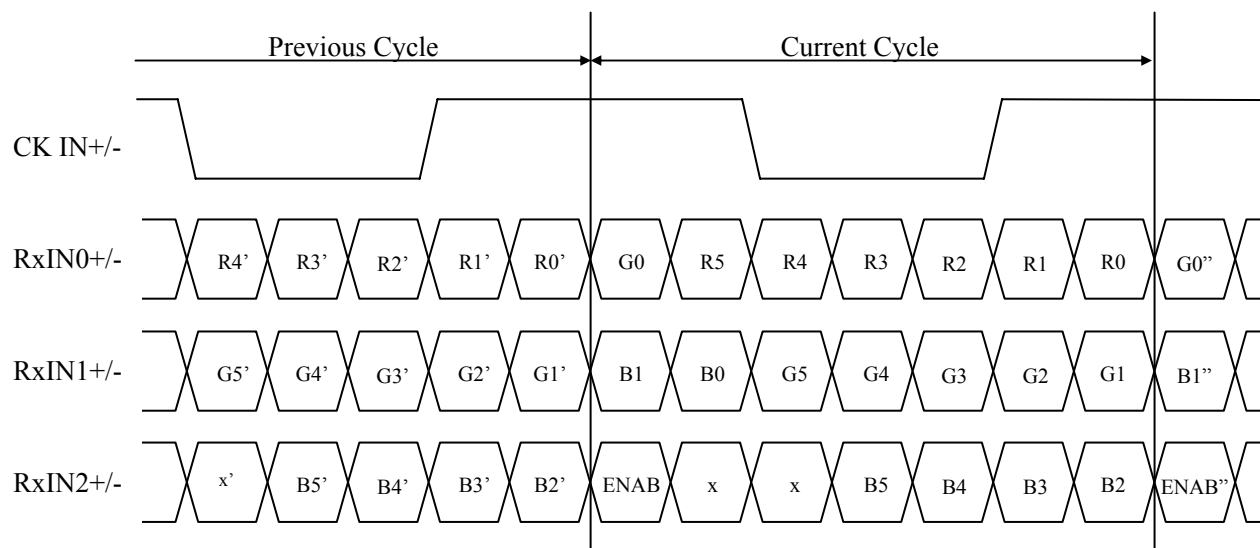 Previous Cycle Current Cycle
CK IN+/-
RxIN0+/- R4’ R3’ R2’ R1’ R0’ G0 R5 R4 R3 R2 R1 R0 G0”
RxIN1+/- G5’ G4’ G3’ G2’ G1’ B1 B0 G5 G4 G3 G2 G1 B1”
RxIN2+/- x’ B5’ B4’ B3’ B2’ ENAB x x B5 B4 B3 B2 ENAB”